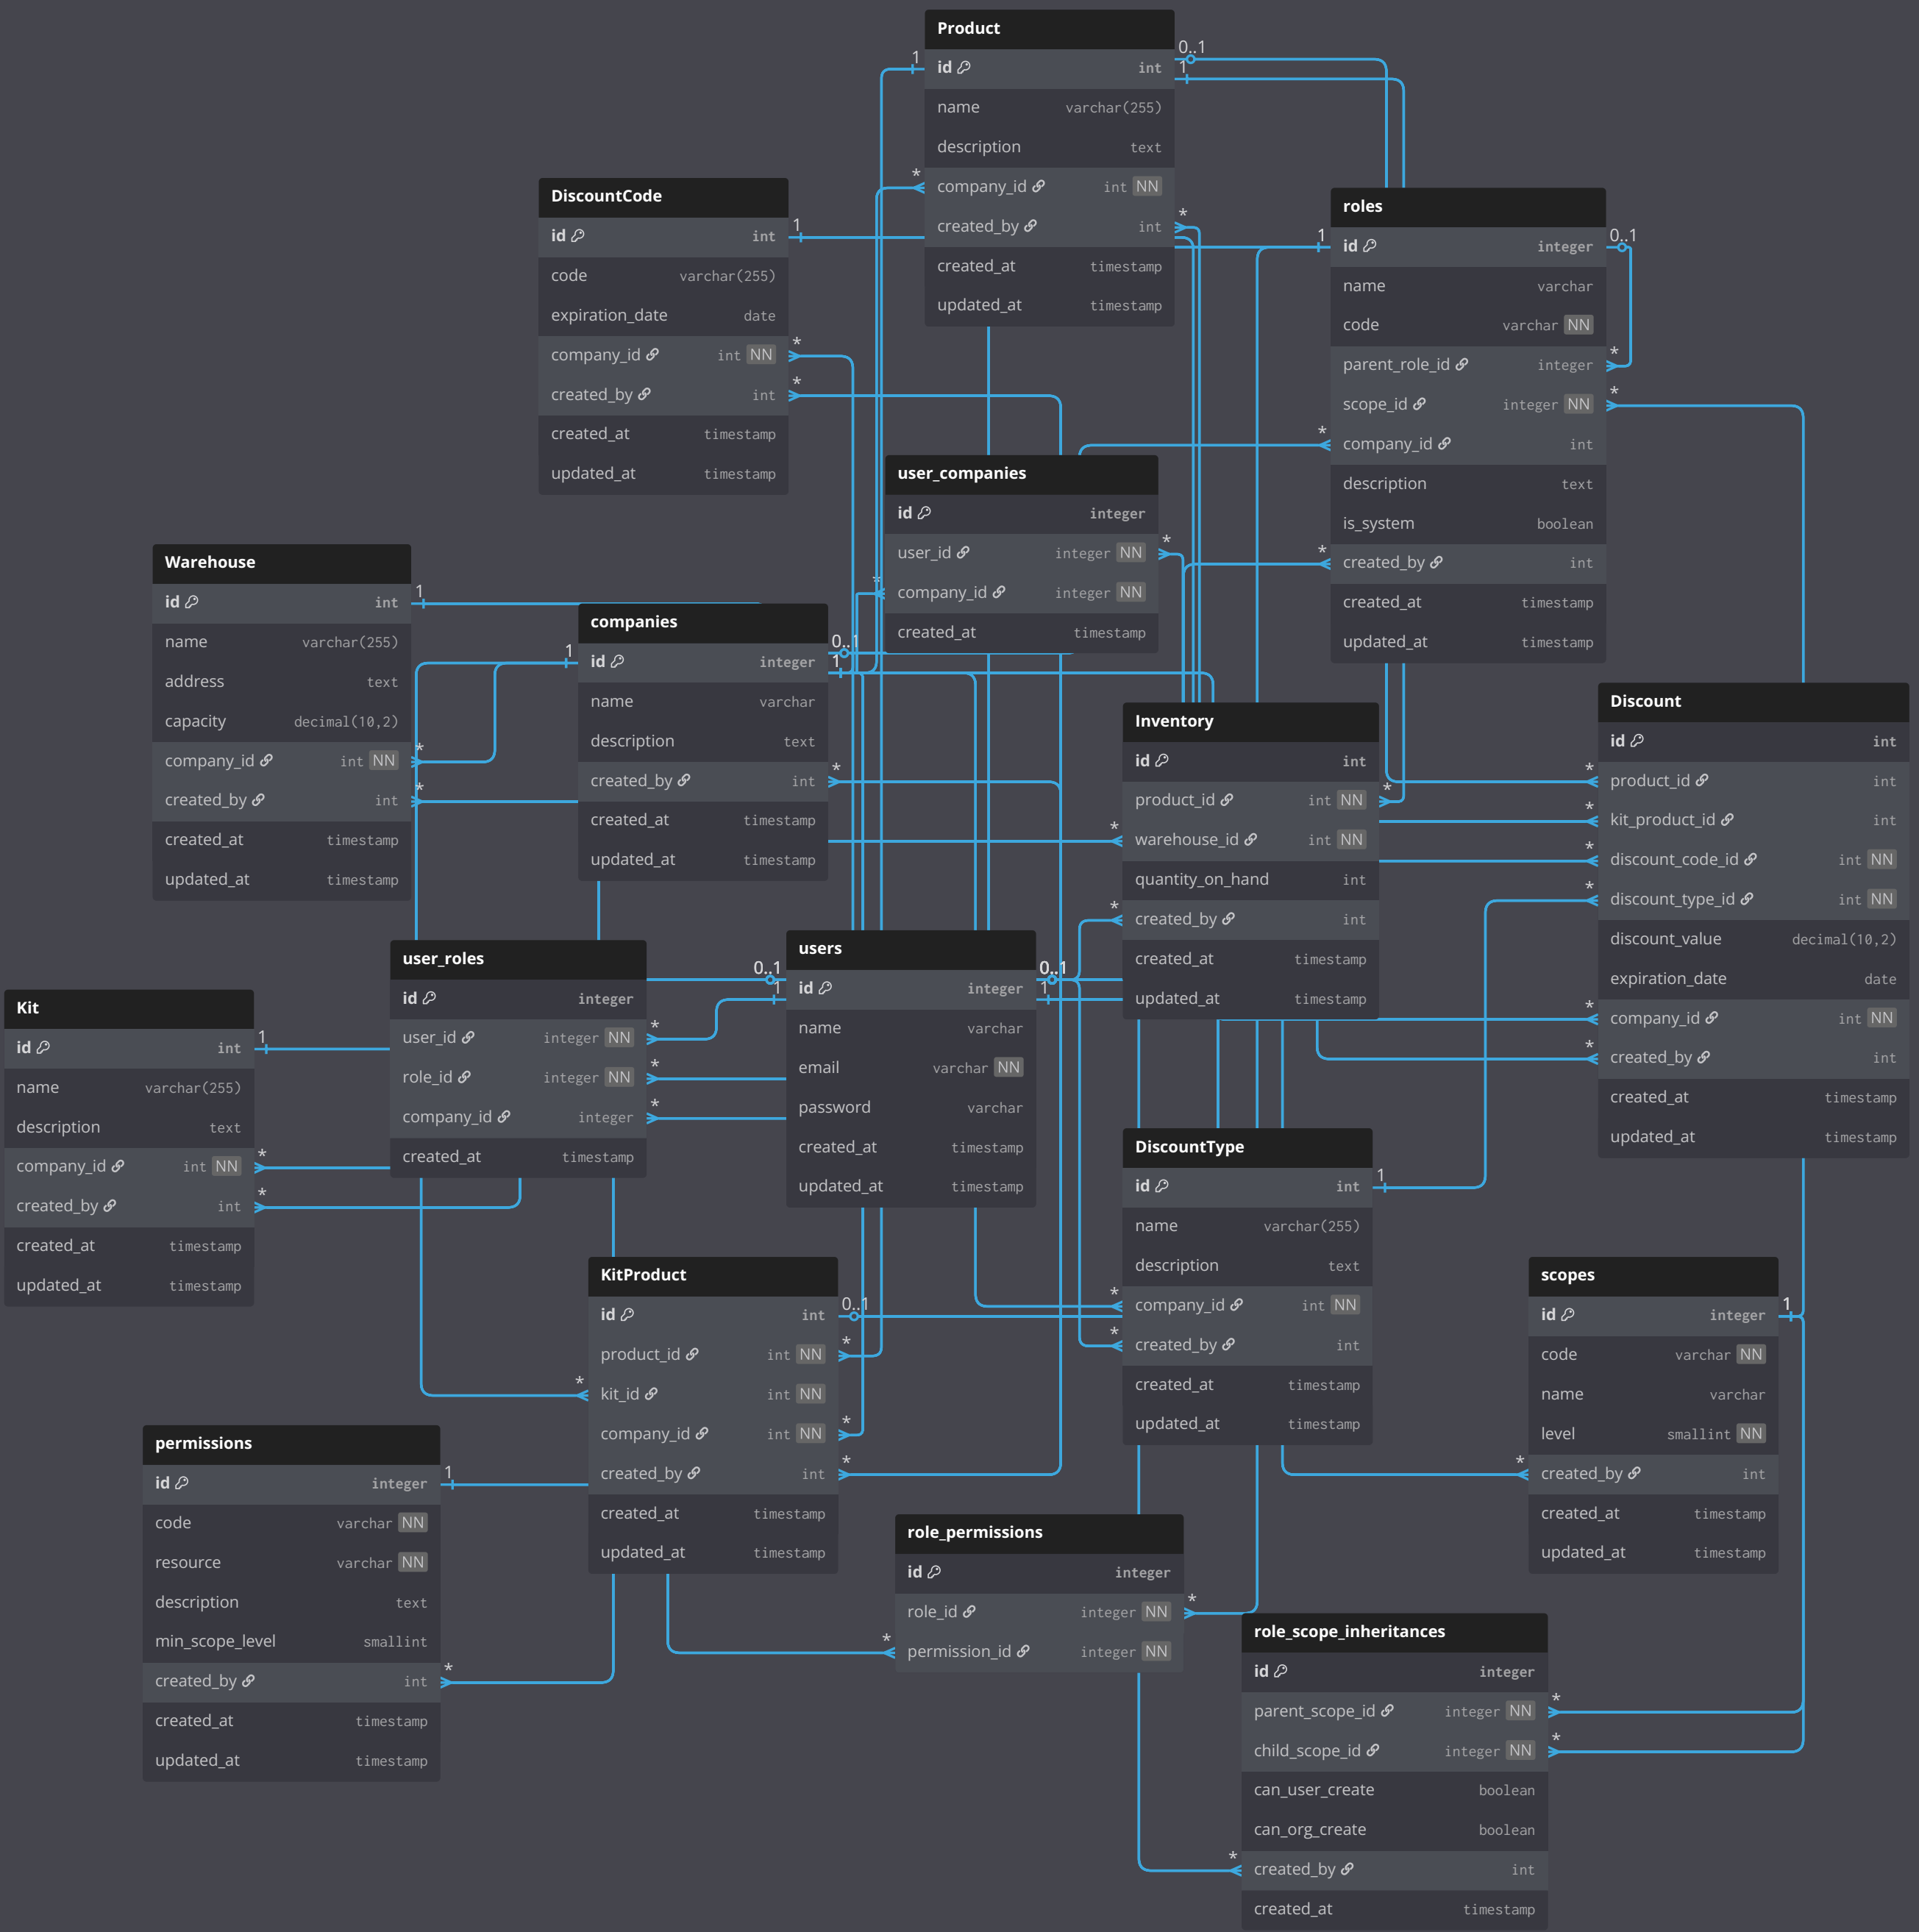 Product
id int
name varchar(255)
description text
company_id int NN
created_by int
created_at timestamp
updated_at timestamp
DiscountCode
id int
code varchar(255)
expiration_date date
company_id int NN
created_by int
created_at timestamp
updated_at timestamp
roles
id integer
name varchar
code varchar NN
parent_role_id integer
scope_id integer NN
company_id int
description text
is_system boolean
created_by int
created_at timestamp
updated_at timestamp
user_companies
id integer
user_id integer NN
company_id integer NN
created_at timestamp
Warehouse
id int
name varchar(255)
address text
capacity decimal(10,2)
company_id int NN
created_by int
created_at timestamp
updated_at timestamp
companies
id integer
name varchar
description text
created_by int
created_at timestamp
updated_at timestamp
Inventory
id int
product_id int NN
warehouse_id int NN
quantity_on_hand int
created_by int
created_at timestamp
updated_at timestamp
Discount
id int
product_id int
kit_product_id int
discount_code_id int NN
discount_type_id int NN
discount_value decimal(10,2)
expiration_date date
company_id int NN
created_by int
created_at timestamp
updated_at timestamp
user_roles
id integer
user_id integer NN
role_id integer NN
company_id integer
created_at timestamp
users
id integer
name varchar
email varchar NN
password varchar
created_at timestamp
updated_at timestamp
Kit
id int
name varchar(255)
description text
company_id int NN
created_by int
created_at timestamp
updated_at timestamp
DiscountType
id int
name varchar(255)
description text
company_id int NN
created_by int
created_at timestamp
updated_at timestamp
KitProduct
id int
product_id int NN
kit_id int NN
company_id int NN
created_by int
created_at timestamp
updated_at timestamp
scopes
id integer
code varchar NN
name varchar
level smallint NN
created_by int
created_at timestamp
updated_at timestamp
permissions
id integer
code varchar NN
resource varchar NN
description text
min_scope_level smallint
created_by int
created_at timestamp
updated_at timestamp
role_permissions
id integer
role_id integer NN
permission_id integer NN
role_scope_inheritances
id integer
parent_scope_id integer NN
child_scope_id integer NN
can_user_create boolean
can_org_create boolean
created_by int
created_at timestamp